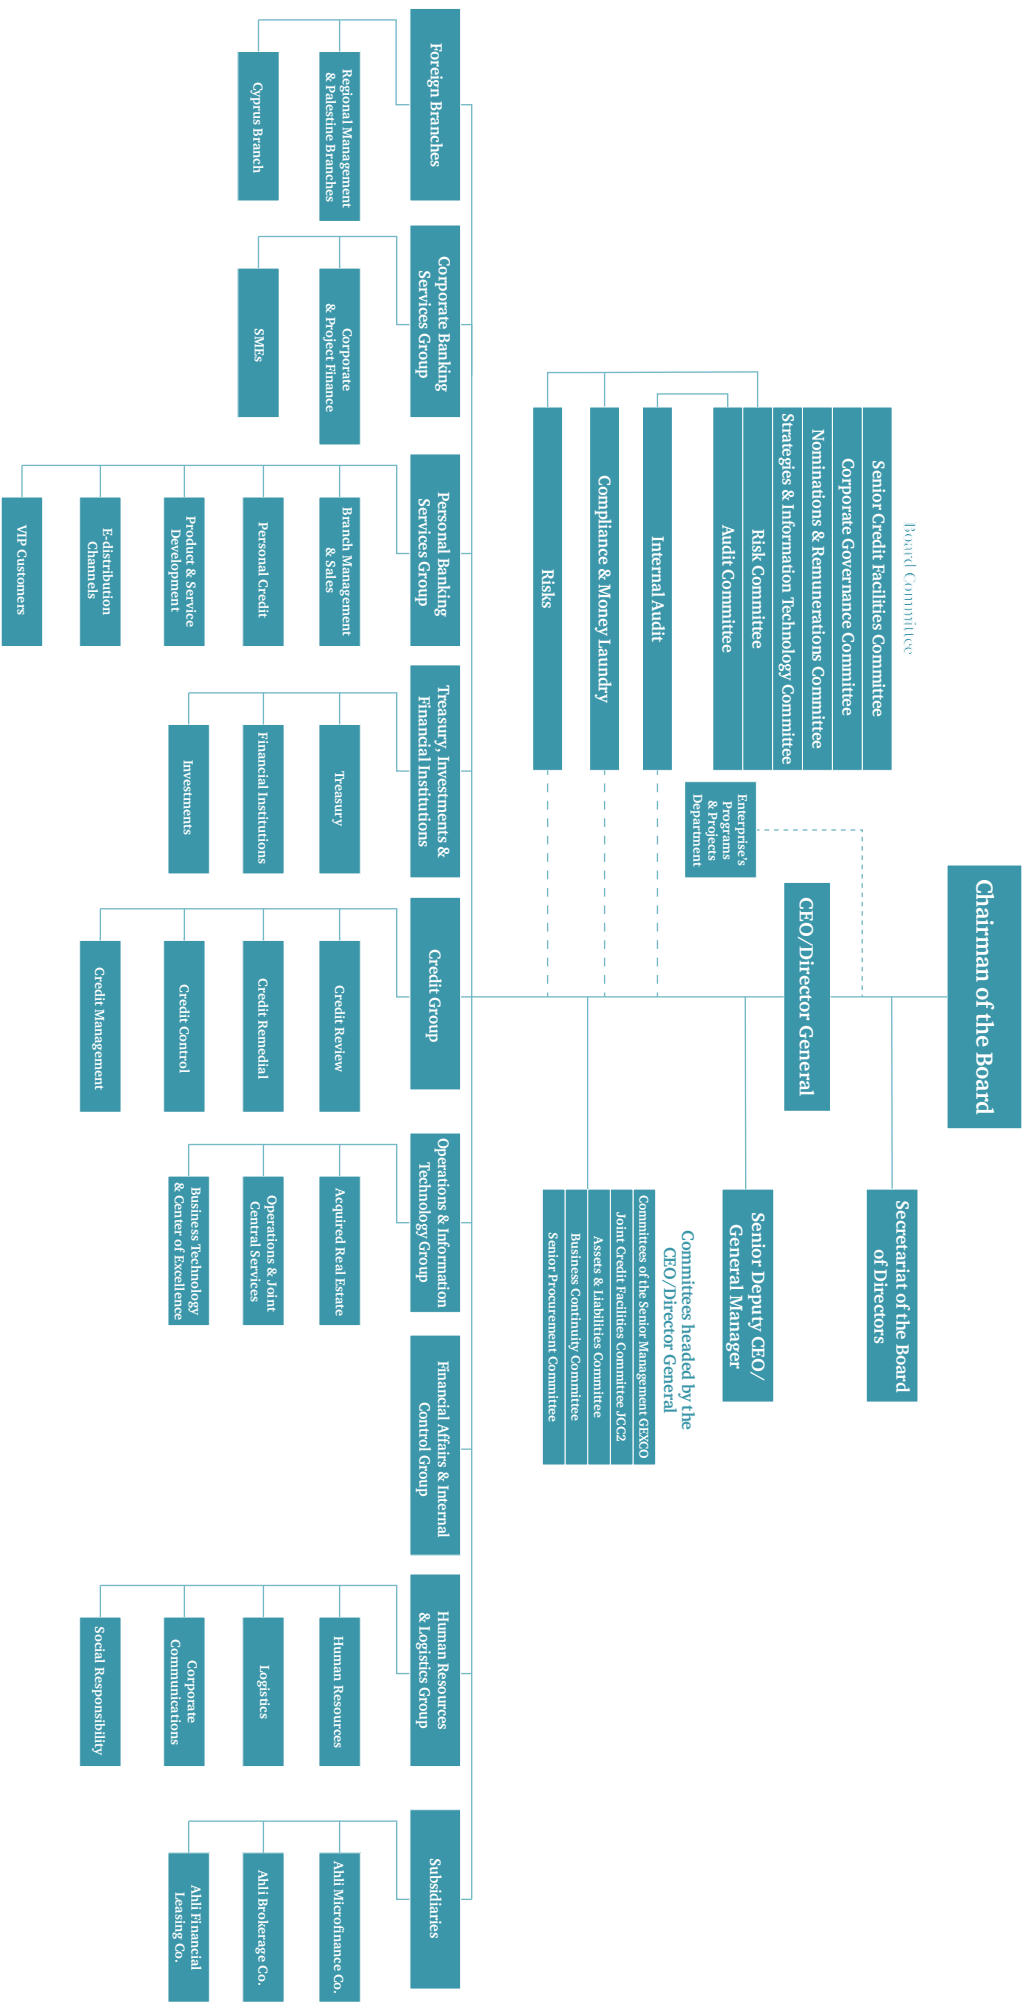 Chairman of the Board
Secretariat of the Board
of Directors
CEO/Director General
Enterprise's
Programs
& Projects
Department
Senior Deputy CEO/
General Manager
Board Committee
Senior Credit Facilities Committee
Corporate Governance Committee
Nominations & Remunerations Committee
Strategies & Information Technology Committee
Risk Committee
Audit Committee
Internal Audit
Compliance & Money Laundry
Risks
Committees headed by the
CEO/Director General
Committees of the Senior Management GEXCO
Joint Credit Facilities Committee JCC2
Assets & Liabilities Committee
Business Continuity Committee
Senior Procurement Committee
Foreign Branches
Regional Management
& Palestine Branches
Cyprus Branch
Corporate Banking
Services Group
Corporate
& Project Finance
SMEs
Personal Banking
Services Group
Branch Management
& Sales
Personal Credit
Product & Service
Development
E-distribution
Channels
VIP Customers
Treasury, Investments &
Financial Institutions
Treasury
Financial Institutions
Investments
Credit Group
Credit Review
Credit Remedial
Credit Control
Credit Management
Operations & Information
Technology Group
Acquired Real Estate
Operations & Joint
Central Services
Business Technology
& Center of Excellence
Financial Affairs & Internal
Control Group
Human Resources
& Logistics Group
Human Resources
Logistics
Corporate
Communications
Social Responsibility
Subsidiaries
Ahli Microfinance Co.
Ahli Brokerage Co.
Ahli Financial
Leasing Co.